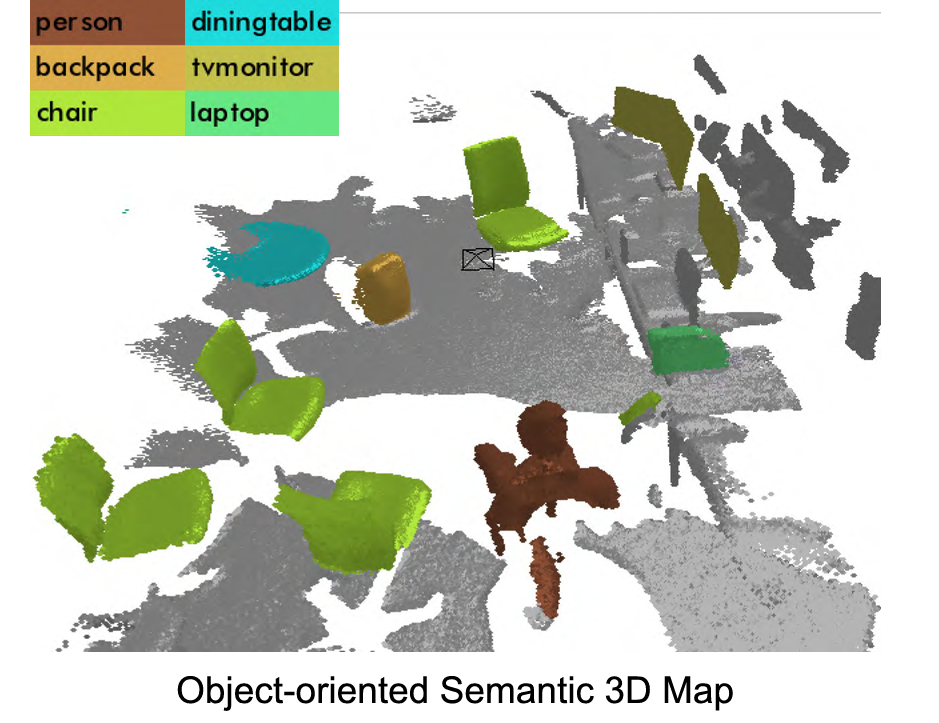 person diningtable
backpack tvmonitor
chair laptop
Object-oriented Semantic 3D Map